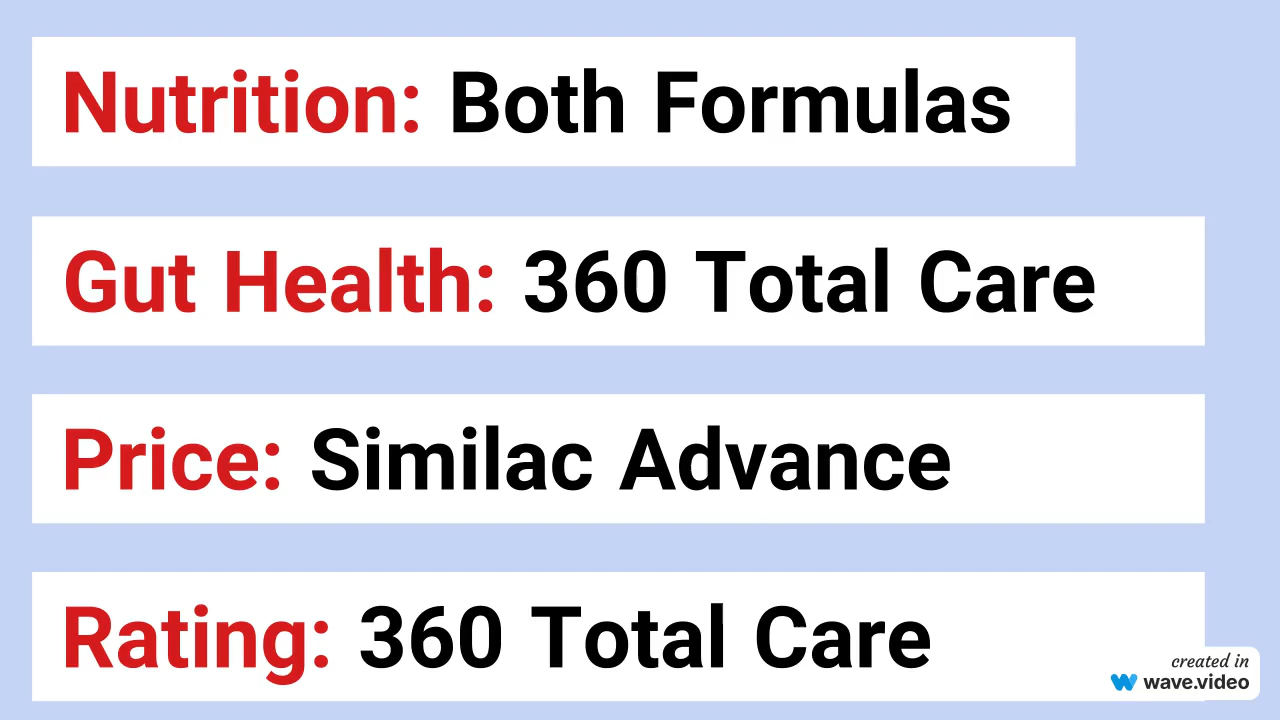 Nutrition: Both Formulas
Gut Health: 360 Total Care
Price: Similac Advance
Rating: 360 Total Care
created in
wave.video